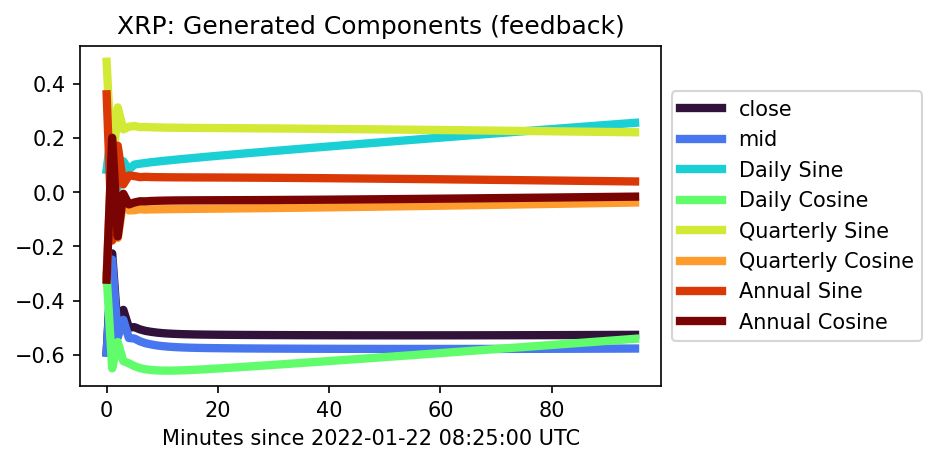 XRP: Generated Components (feedback)
0.4
0.2
0.0
−0.2
−0.4
−0.6
0
20
40
60
80
Minutes since 2022-01-22 08:25:00 UTC
close
mid
Daily Sine
Daily Cosine
Quarterly Sine
Quarterly Cosine
Annual Sine
Annual Cosine